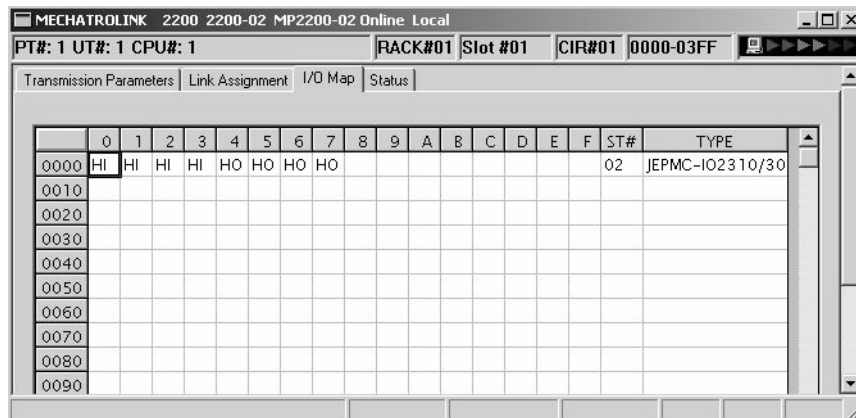 MECHATROLINK 2200 2200-02 MP2200-02 Online Local
PT#: 1 UT#: 1 CPU#: 1 RACK#01 Slot #01 CIR#01 0000-03FF
Transmission Parameters Link Assignment I/O Map Status
0 1 2 3 4 5 6 7 8 9 A B C D E F ST# TYPE
0000 HI HI HI HI HO HO HO HO 02 JEPMC-IO2310/30
0010
0020
0030
0040
0050
0060
0070
0080
0090